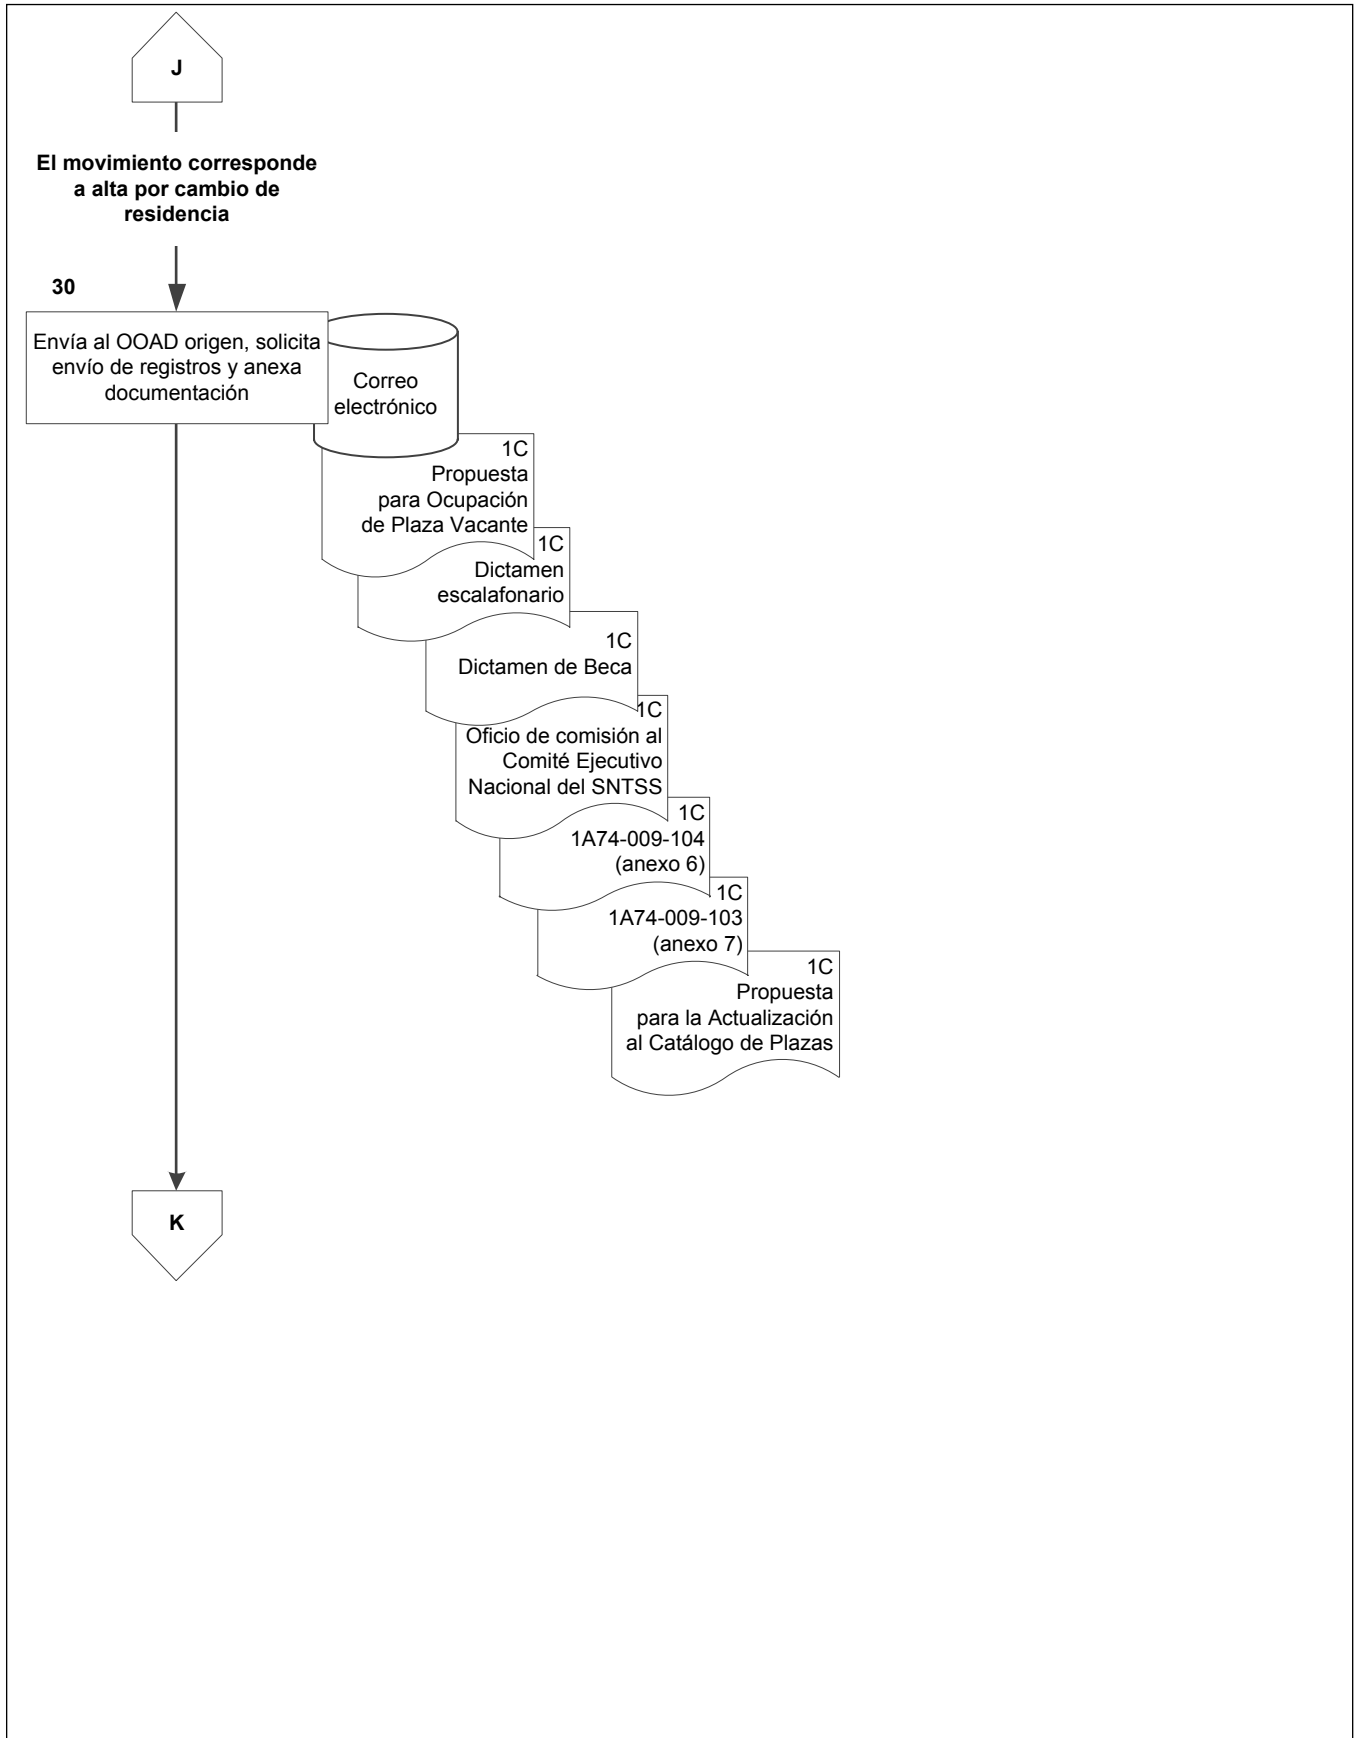 J
El movimiento corresponde
a alta por cambio de
residencia
30
Envía al OOAD origen, solicita
envío de registros y anexa
documentación
Correo
electrónico
1C
Propuesta
para Ocupación
de Plaza Vacante
1C
Dictamen
escalafonario
1C
Dictamen de Beca
1C
Oficio de comisión al
Comité Ejecutivo
Nacional del SNTSS
1C
1A74-009-104
(anexo 6)
1C
1A74-009-103
(anexo 7)
1C
Propuesta
para la Actualización
al Catálogo de Plazas
K